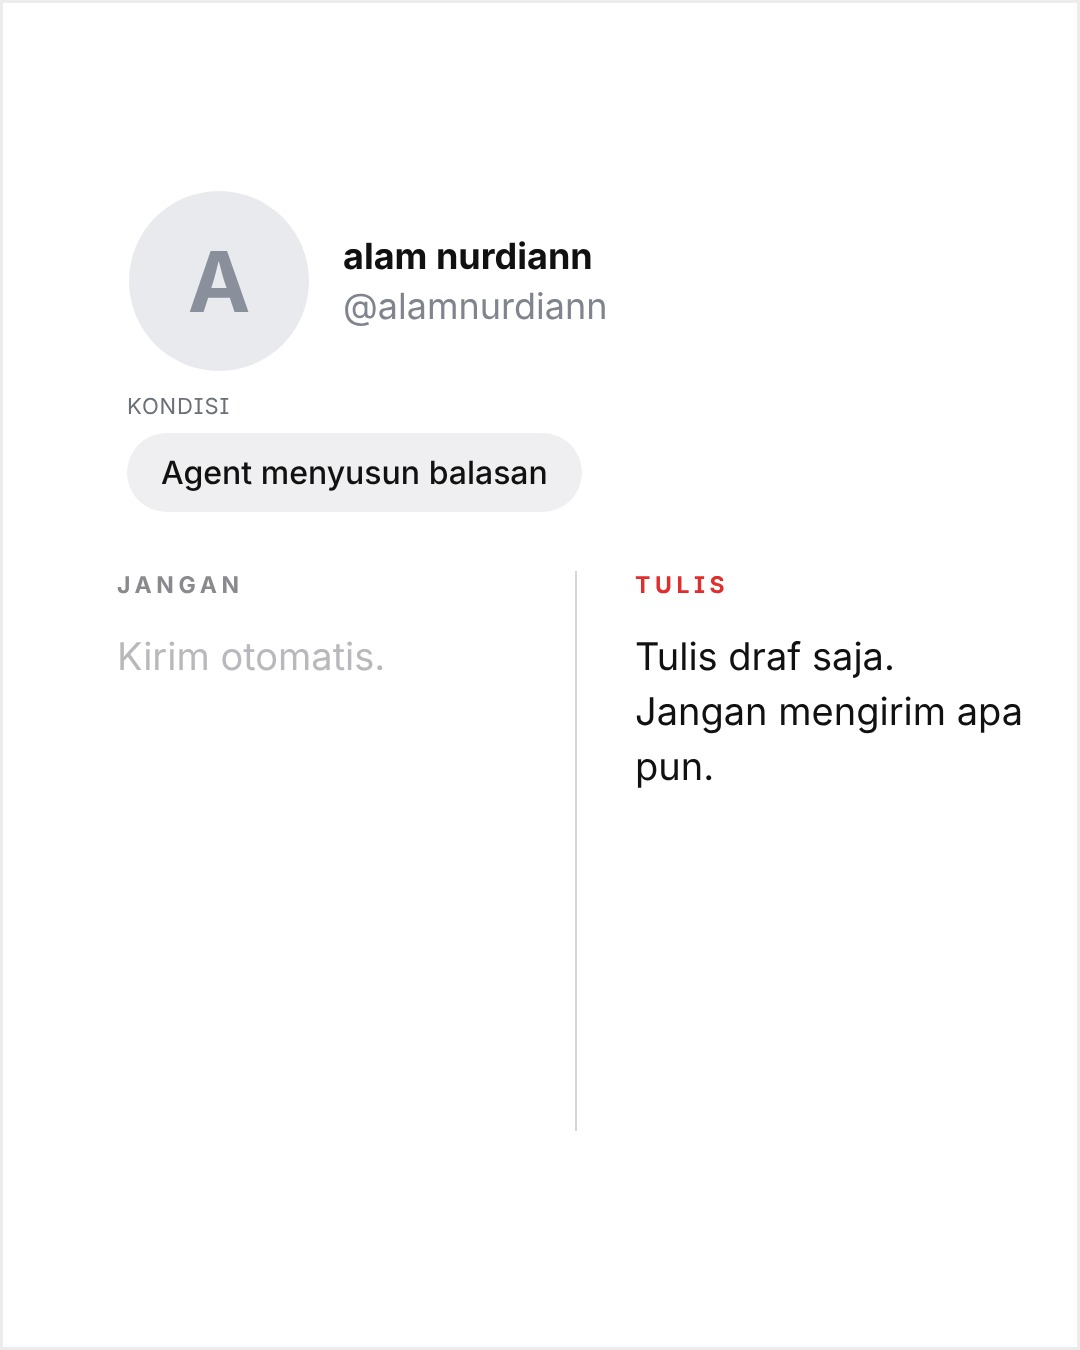 A
alam nurdiann
@alamnurdiann
KONDISI
Agent menyusun balasan
JANGAN
Kirim otomatis.
TULIS
Tulis draf saja.
Jangan mengirim apa
pun.